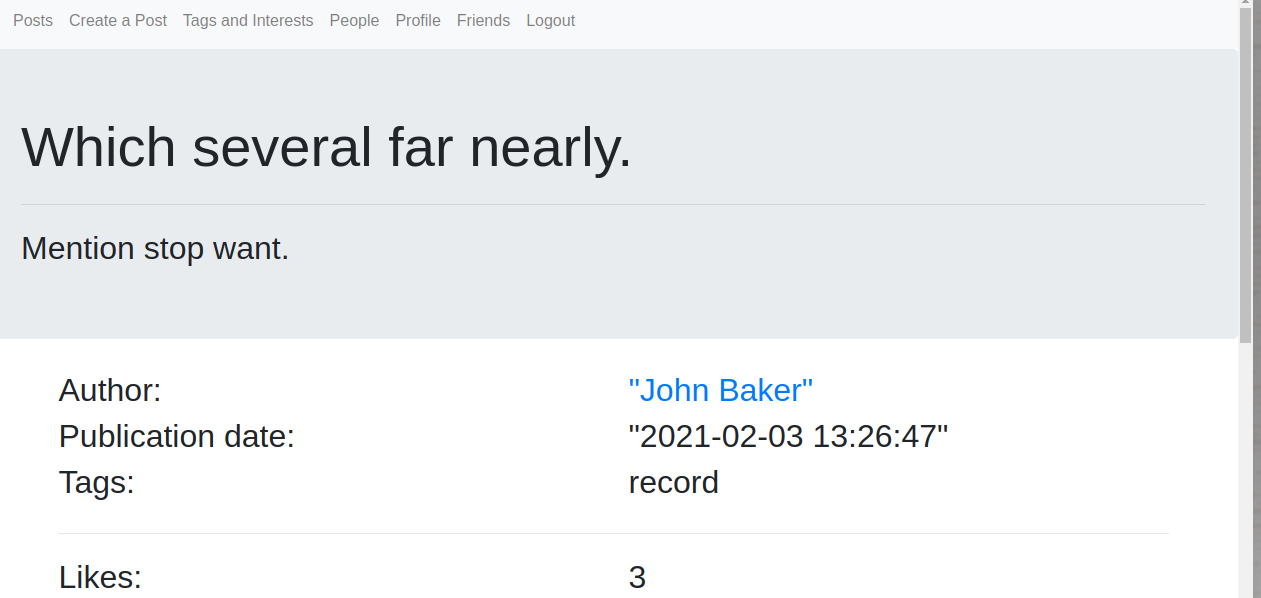 Posts Create a Post Tags and Interests People Profile Friends Logout
Which several far nearly.
Mention stop want.
Author: "John Baker"
Publication date: "2021-02-03 13:26:47"
Tags: record
Likes: 3